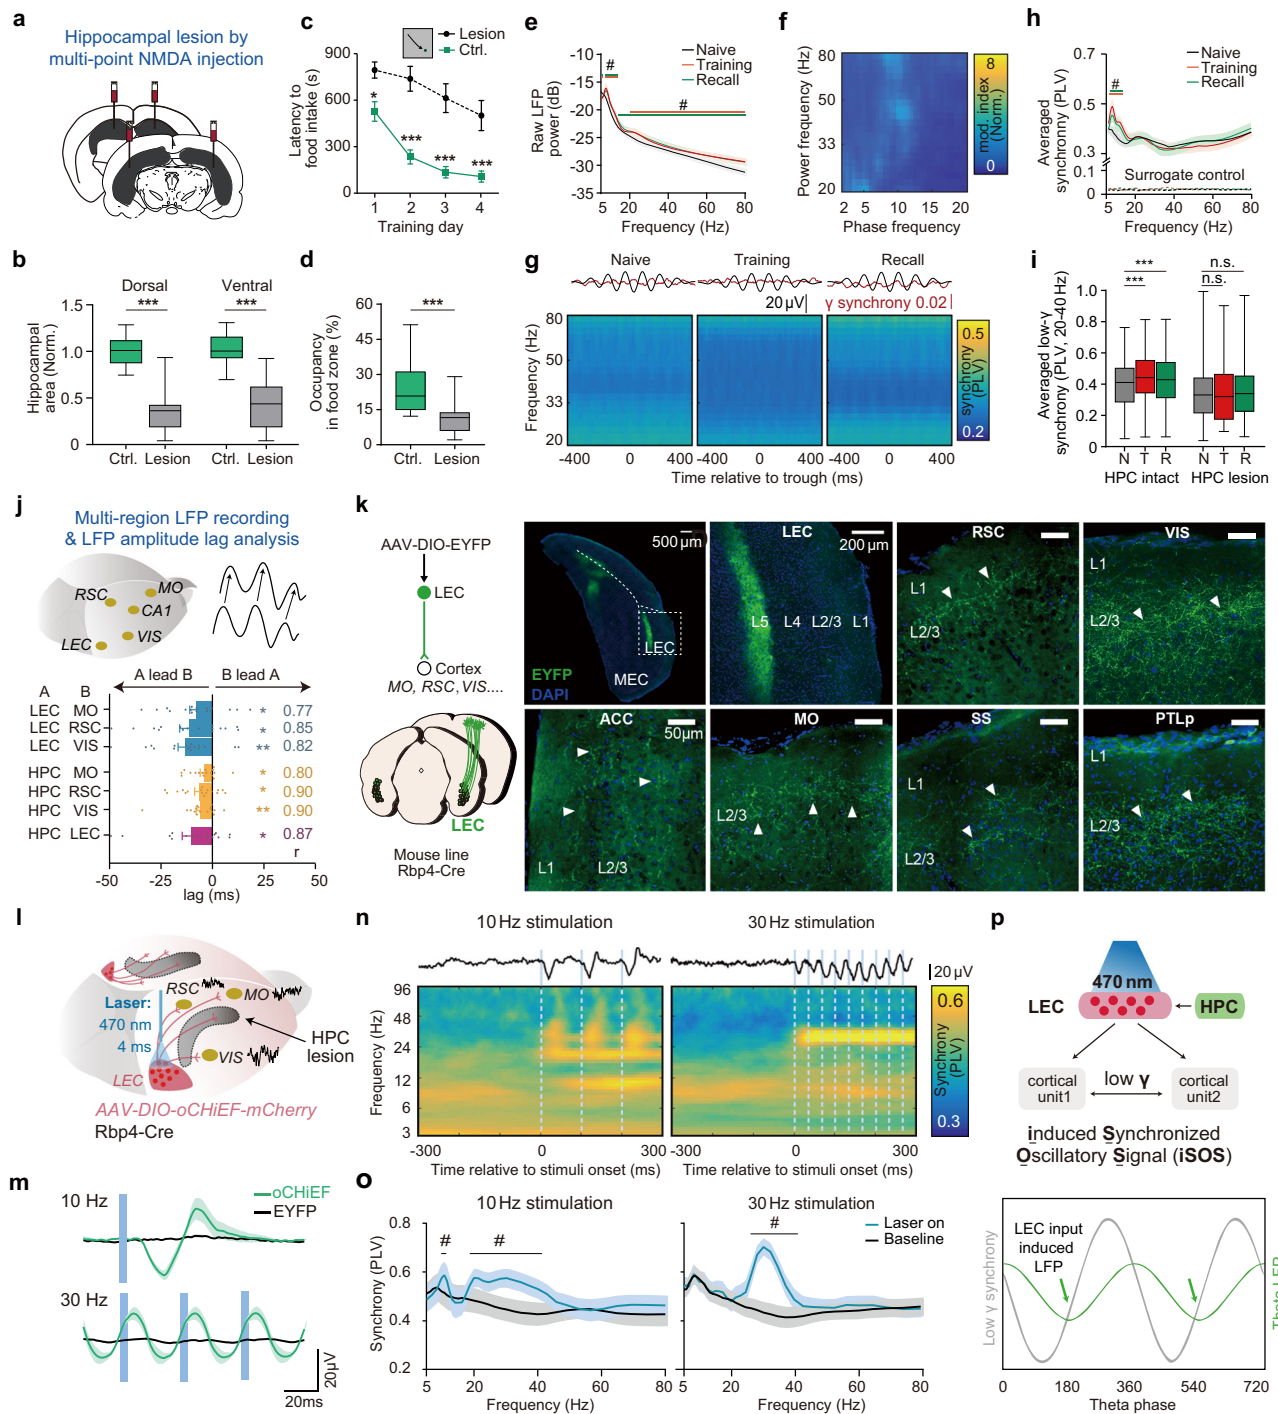 a
Hippocampal lesion by
multi-point NMDA injection
b
Dorsal
Ventral
***
***
Hippocampal
area (Norm.)
1.5
1.0
0.5
0
Ctrl. Lesion
Ctrl. Lesion
c
Lesion
Ctrl.
Latency to
food intake (s)
900
600
300
0
*
***
***
***
1 2 3 4
Training day
d
***
Occupancy
in food zone (%)
60
45
30
15
0
Ctrl. Lesion
e
Naive
Training
Recall
#
#
Raw LFP
power (dB)
-10
-15
-20
-25
-30
-35
5 20 40 60 80
Frequency (Hz)
f
Power frequency (Hz)
80
50
33
20
2 5 10 15 20
Phase frequency
8
mod. index
(Norm.)
0
g
Naive
Training
Recall
20 µV
γ synchrony 0.02
Frequency (Hz)
80
50
33
20
-400 0 400
-400 0 400
-400 0 400
Time relative to trough (ms)
0.5
synchrony
(PLV)
0.2
h
Naive
Training
Recall
#
Averaged
synchrony (PLV)
0.7
0.5
0.3
0.1
0
Surrogate control
5 20 40 60 80
Frequency (Hz)
i
***
***
n.s.
n.s.
Averaged low-γ
synchrony (PLV, 20-40 Hz)
1.0
0.8
0.6
0.4
0.2
0
N T R
N T R
HPC intact
HPC lesion
j
Multi-region LFP recording
& LFP amplitude lag analysis
RSC
MO
CA1
VIS
LEC
A lead B
B lead A
A B
LEC MO * 0.77
LEC RSC * 0.85
LEC VIS ** 0.82
HPC MO * 0.80
HPC RSC * 0.90
HPC VIS ** 0.90
HPC LEC * 0.87
r
-50 -25 0 25 50
lag (ms)
k
AAV-DIO-EYFP
LEC
Cortex
MO, RSC, VIS....
LEC
Mouse line
Rbp4-Cre
500 µm
LEC
MEC
EYFP
DAPI
LEC
200 µm
L5 L4 L2/3 L1
RSC
L1
L2/3
VIS
L1
L2/3
ACC
50µm
L1 L2/3
MO
L1
L2/3
SS
L1
L2/3
PTLp
L1
L2/3
l
Laser:
470 nm
4 ms
RSC
MO
VIS
LEC
HPC
lesion
AAV-DIO-oCHiEF-mCherry
Rbp4-Cre
m
10 Hz
oCHiEF
EYFP
30 Hz
20µV
20ms
n
10 Hz stimulation
30 Hz stimulation
20 µV
Frequency (Hz)
96
48
24
12
6
3
-300 0 300
-300 0 300
Time relative to stimuli onset (ms)
Time relative to stimuli onset (ms)
0.6
Synchrony
(PLV)
0.3
o
10 Hz stimulation
30 Hz stimulation
#
#
#
Laser on
Baseline
Synchrony (PLV)
0.8
0.6
0.4
0.2
5 20 40 60 80
5 20 40 60 80
Frequency (Hz)
Frequency (Hz)
p
470 nm
LEC
HPC
cortical
unit1
low γ
cortical
unit2
induced Synchronized
Oscillatory Signal (iSOS)
LEC input
induced
LFP
Low γ synchrony
Theta LFP
0 180 360 540 720
Theta phase